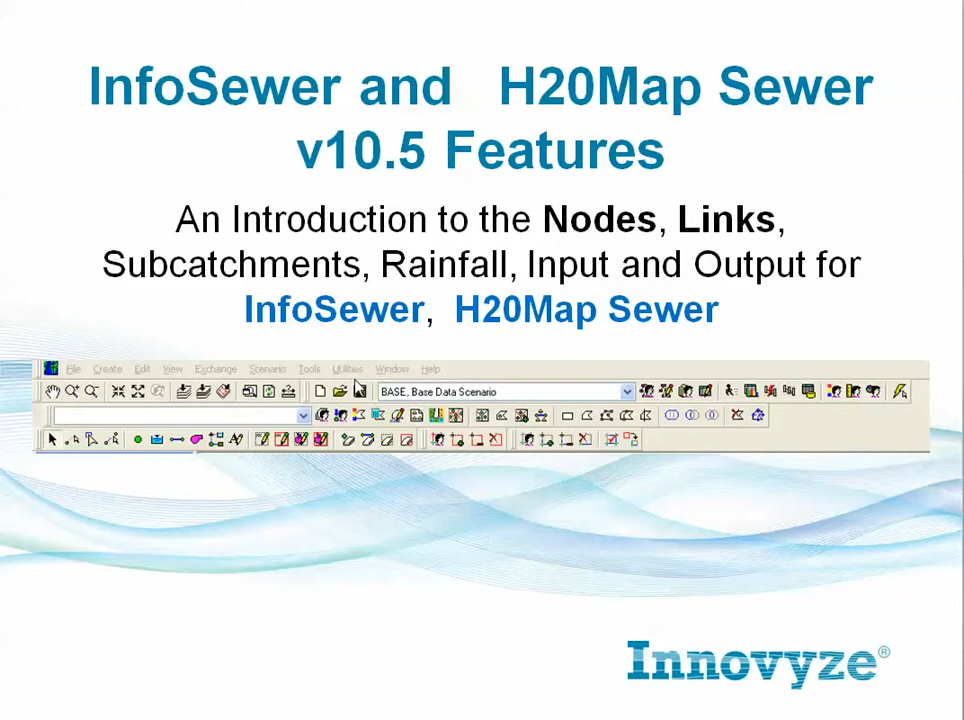 InfoSewer and H20Map Sewer
v10.5 Features
An Introduction to the Nodes, Links,
Subcatchments, Rainfall, Input and Output for
InfoSewer, H20Map Sewer
File Create Edit View Exchange Scenario Tools Utilities Window Help
BASE, Base Data Scenario
Innovyze®